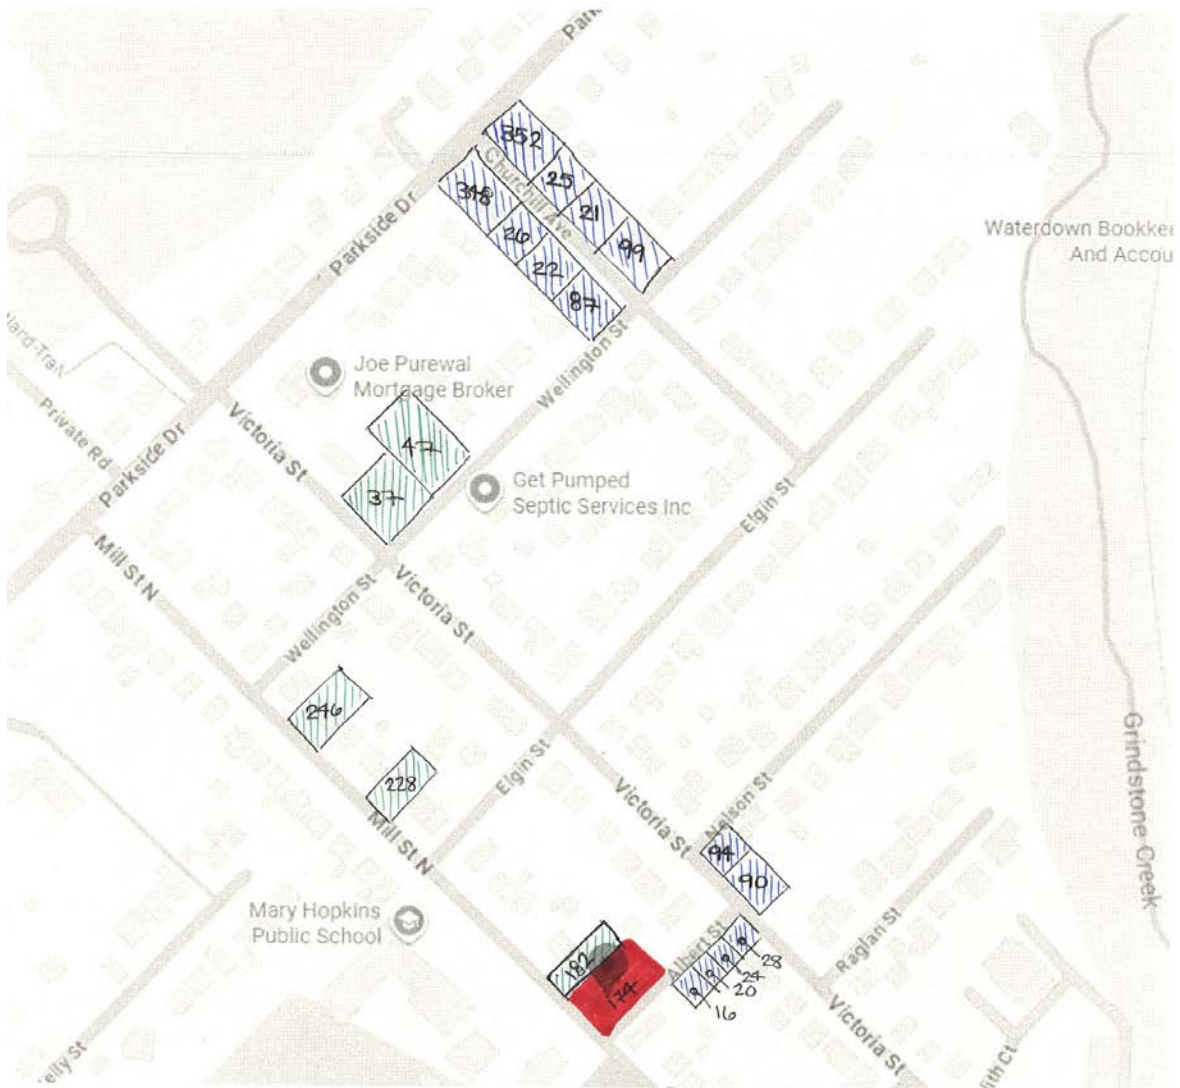 Park
352
Churchill Ave
25
348
21
26
99
22
87
Parkside Dr
Waterdown Bookkee
And Accou
Wellington St
Joe Purewal
Mortgage Broker
Private Rd
Victoria St
47
Parkside Dr
37
Get Pumped
Septic Services Inc
Elgin St
Mill St N
Wellington St
Victoria St
246
228
Elgin St
Victoria St
Nelson St
Grindstone Creek
Mill St N
94
90
Mary Hopkins
Public School
182
174
Albert St
28
24
20
16
Raglan St
Victoria St